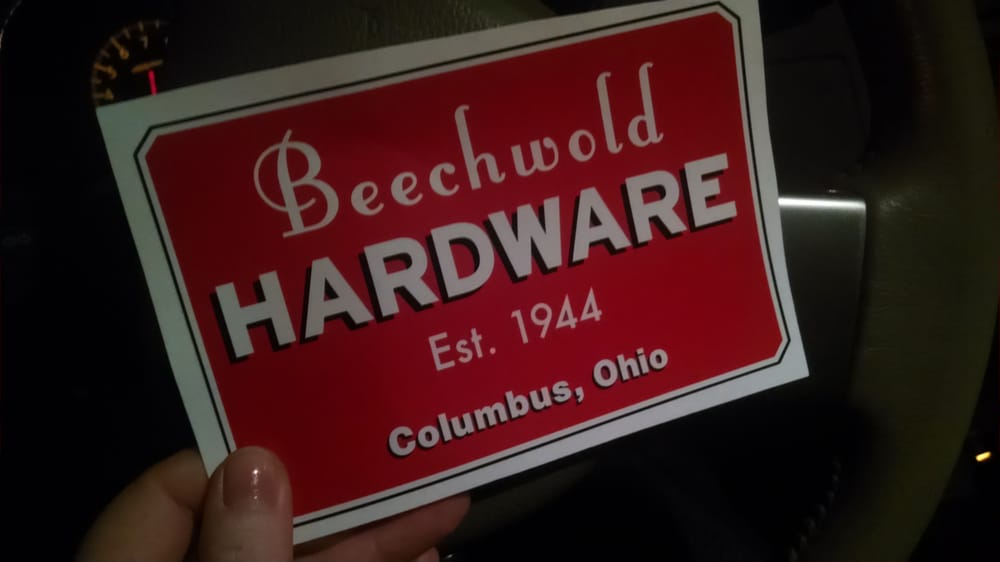 Beechwold
HARDWARE
Est. 1944
Columbus, Ohio